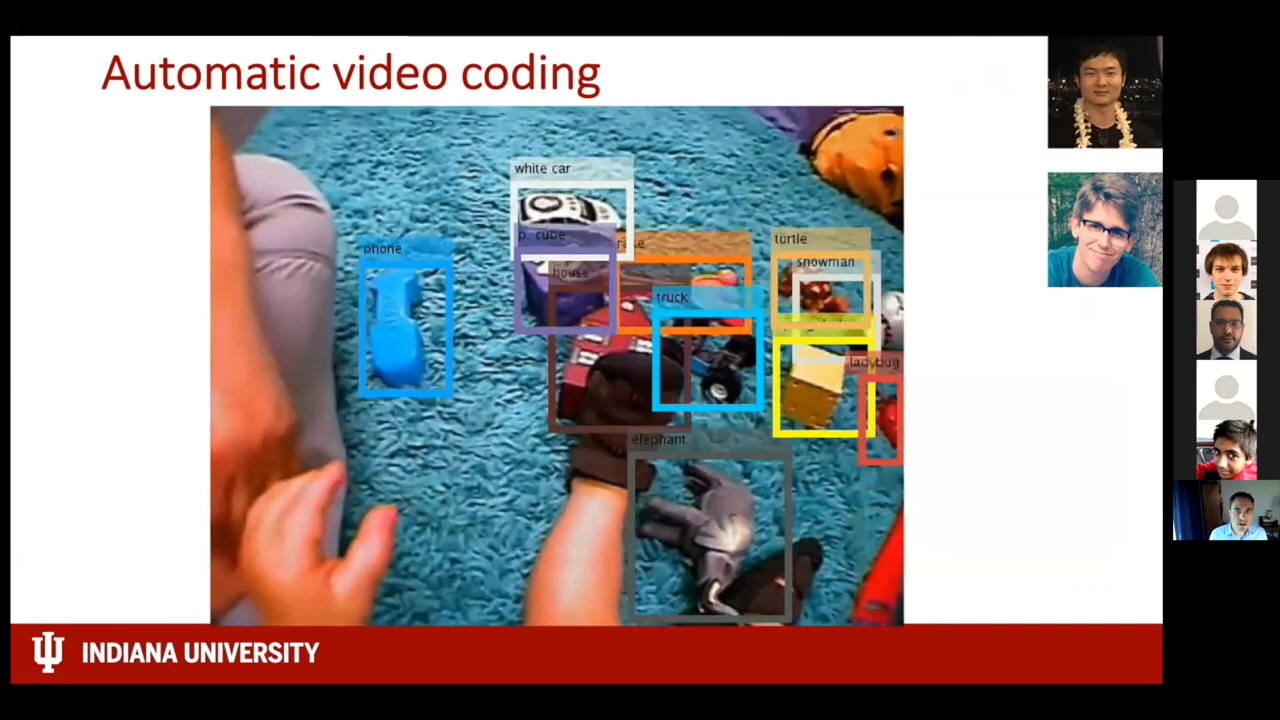 Automatic video coding
white car
p. cube
phone
house
truck
turtle
snowman
ladybug
elephant
INDIANA UNIVERSITY